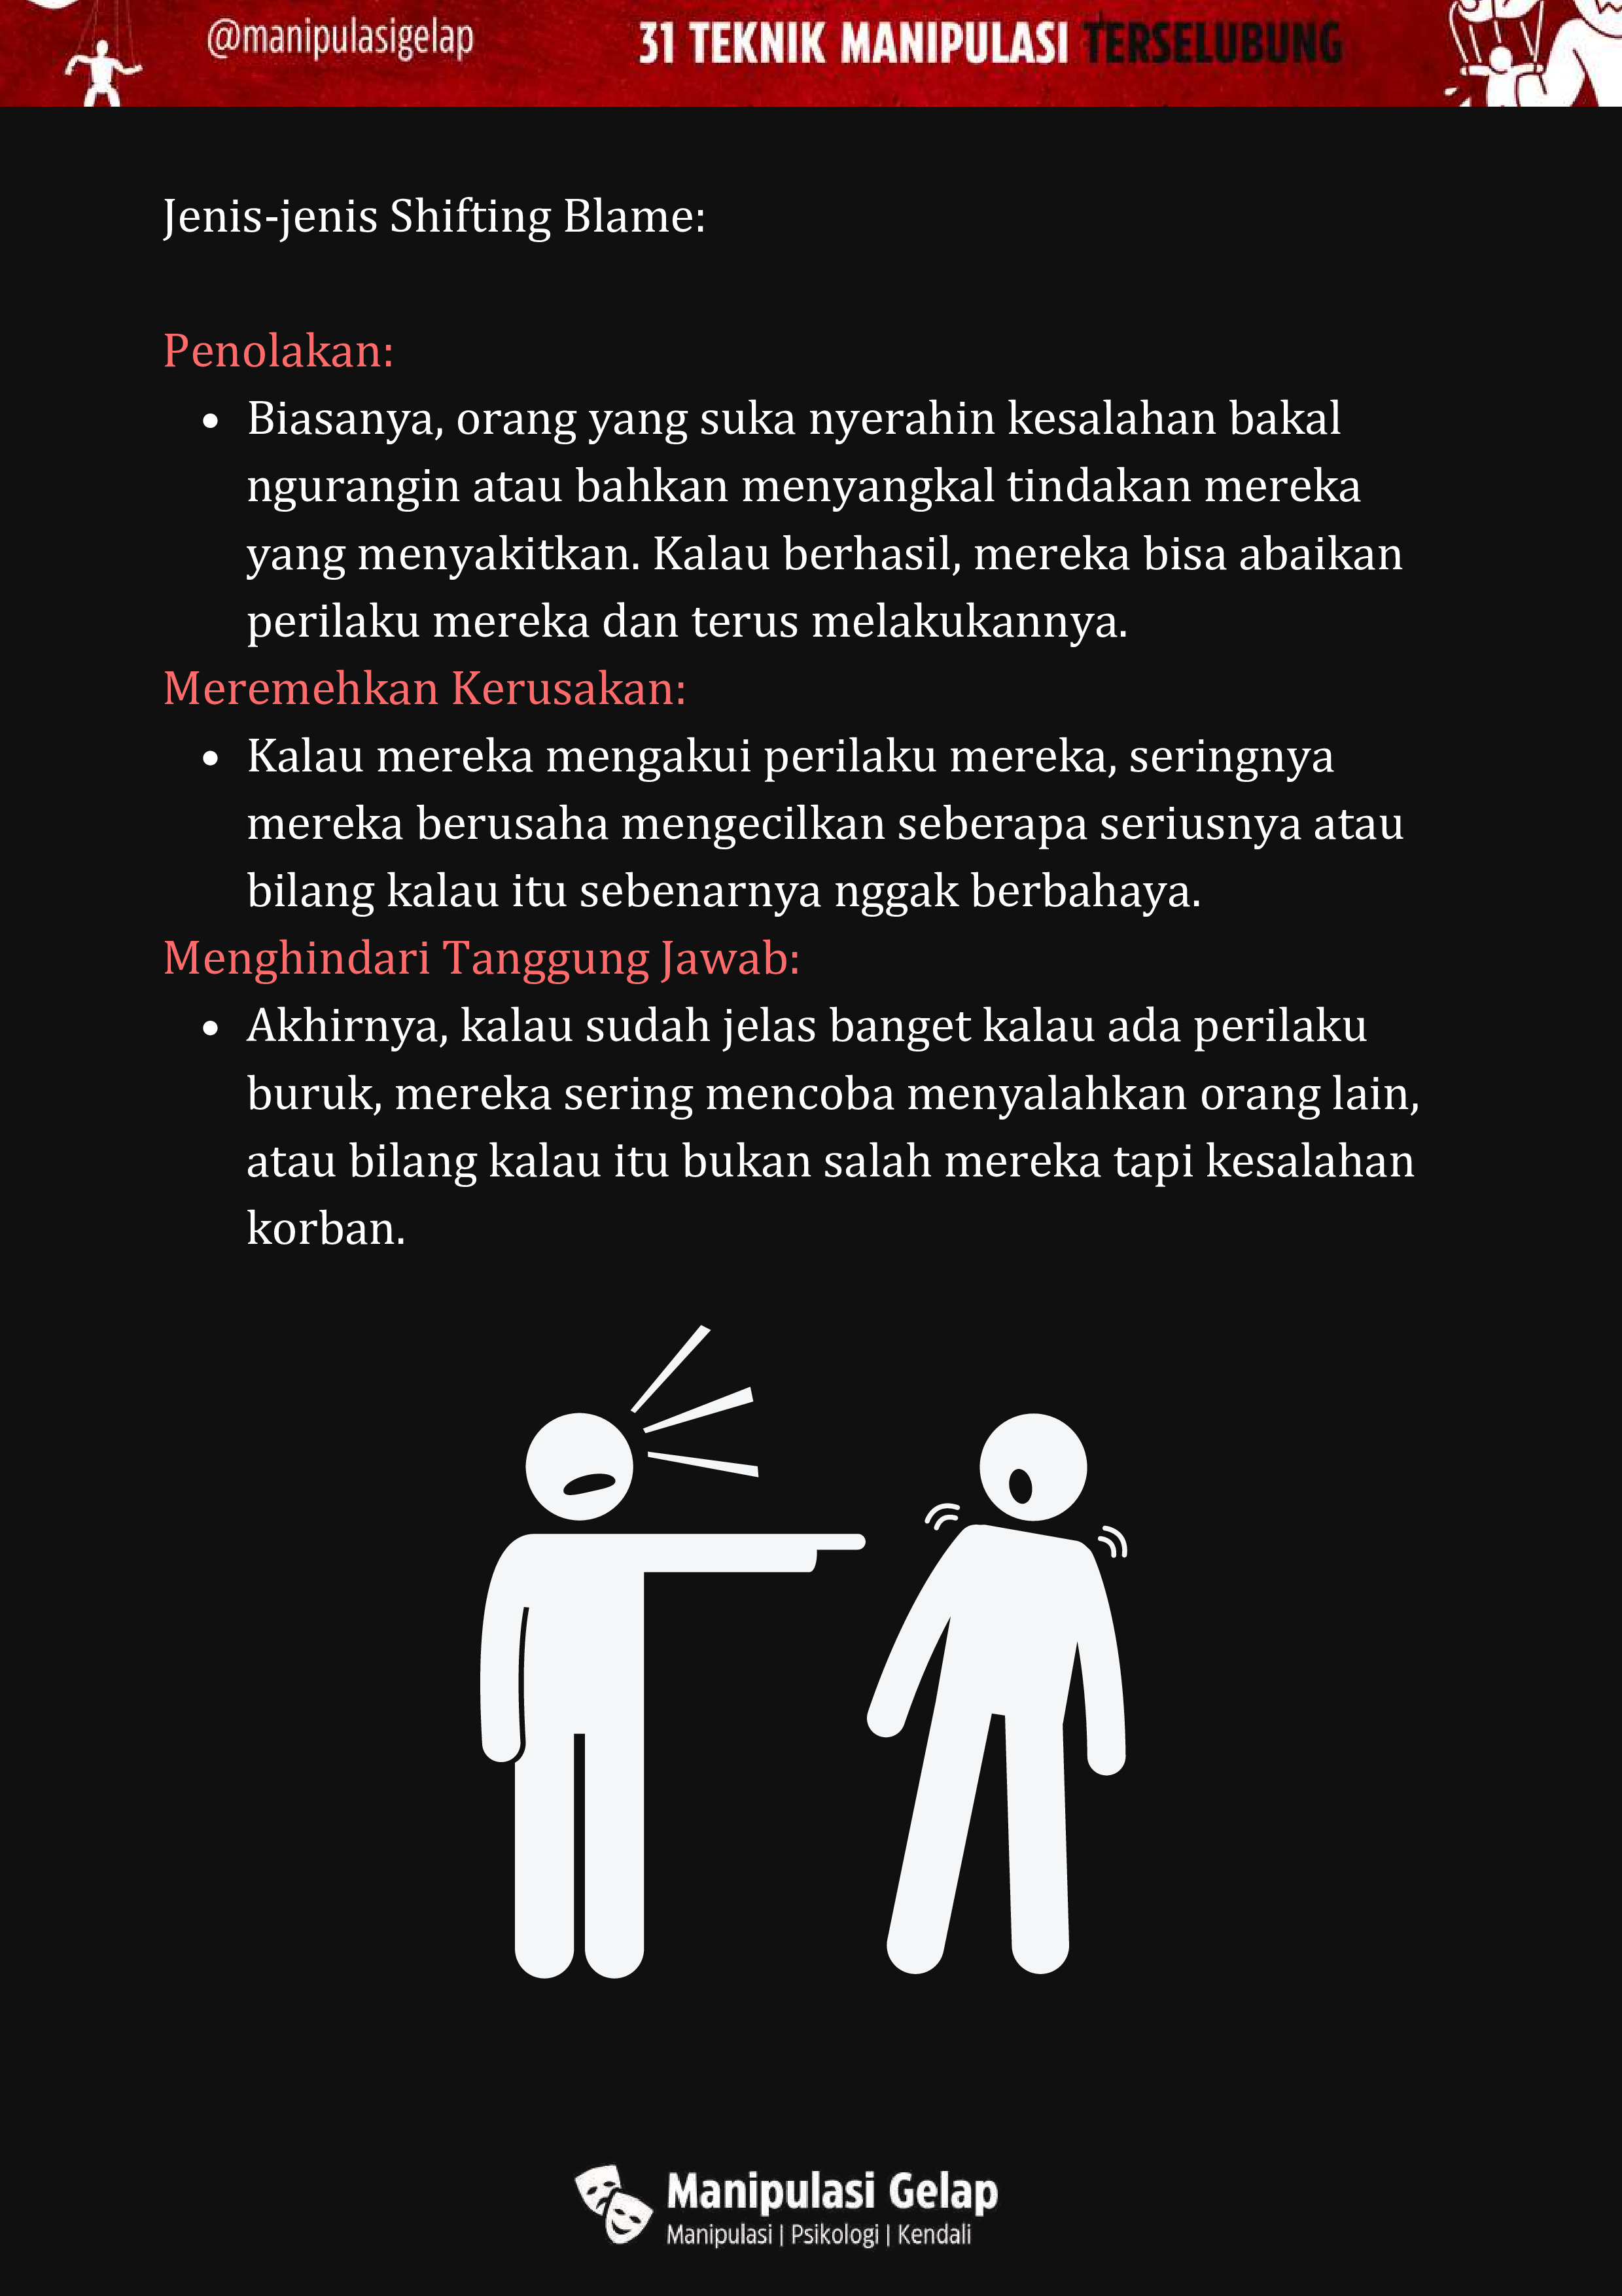 @manipulasigelap
31 TEKNIK MANIPULASI TERSELUBUNG
Jenis-jenis Shifting Blame:
Penolakan:
• Biasanya, orang yang suka nyerahin kesalahan bakal
ngurangin atau bahkan menyangkal tindakan mereka
yang menyakitkan. Kalau berhasil, mereka bisa abaikan
perilaku mereka dan terus melakukannya.
Meremehkan Kerusakan:
• Kalau mereka mengakui perilaku mereka, seringnya
mereka berusaha mengecilkan seberapa seriusnya atau
bilang kalau itu sebenarnya nggak berbahaya.
Menghindari Tanggung Jawab:
• Akhirnya, kalau sudah jelas banget kalau ada perilaku
buruk, mereka sering mencoba menyalahkan orang lain,
atau bilang kalau itu bukan salah mereka tapi kesalahan
korban.
Manipulasi Gelap
Manipulasi | Psikologi | Kendali